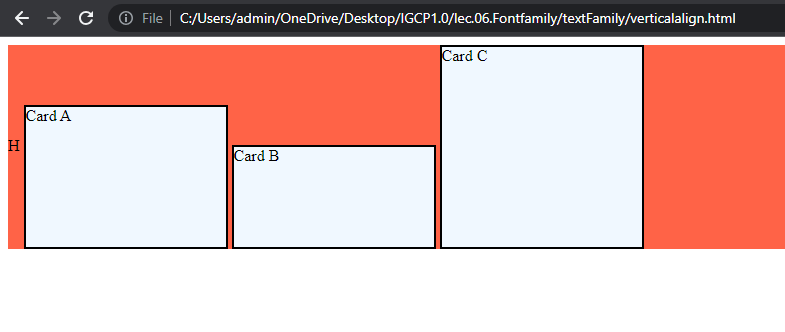 File C:/Users/admin/OneDrive/Desktop/IGCP1.0/lec.06.Fontfamily/textFamily/verticalalign.html
Card C
Card A
H
Card B